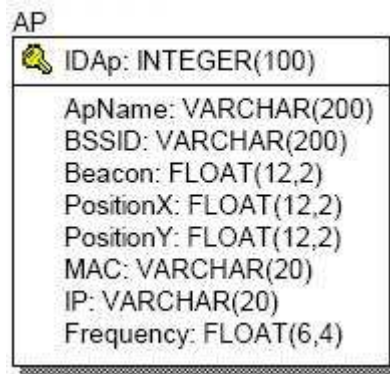 AP
IDAp: INTEGER(100)
ApName: VARCHAR(200)
BSSID: VARCHAR(200)
Beacon: FLOAT(12,2)
PositionX: FLOAT(12,2)
PositionY: FLOAT(12,2)
MAC: VARCHAR(20)
IP: VARCHAR(20)
Frequency: FLOAT(6,4)